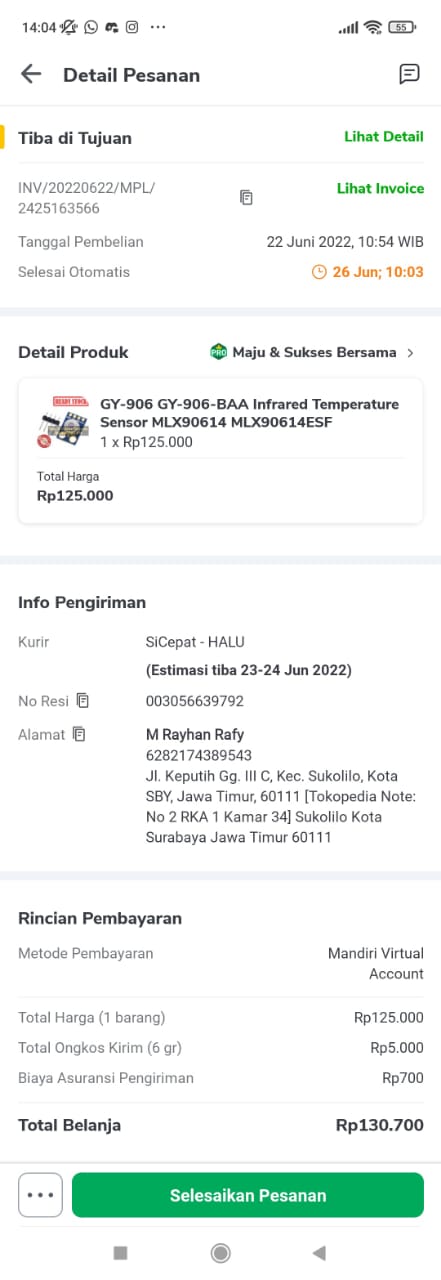 14:04
55
Detail Pesanan
Tiba di Tujuan
Lihat Detail
INV/20220622/MPL/
2425163566
Lihat Invoice
Tanggal Pembelian
22 Juni 2022, 10:54 WIB
Selesai Otomatis
26 Jun; 10:03
Detail Produk
PRO Maju & Sukses Bersama
READY STOCK
GY-906 GY-906-BAA Infrared Temperature
Sensor MLX90614 MLX90614ESF
1 x Rp125.000
Total Harga
Rp125.000
Info Pengiriman
Kurir
SiCepat - HALU
(Estimasi tiba 23-24 Jun 2022)
No Resi
003056639792
Alamat
M Rayhan Rafy
6282174389543
Jl. Keputih Gg. III C, Kec. Sukolilo, Kota
SBY, Jawa Timur, 60111 [Tokopedia Note:
No 2 RKA 1 Kamar 34] Sukolilo Kota
Surabaya Jawa Timur 60111
Rincian Pembayaran
Metode Pembayaran
Mandiri Virtual
Account
Total Harga (1 barang)
Rp125.000
Total Ongkos Kirim (6 gr)
Rp5.000
Biaya Asuransi Pengiriman
Rp700
Total Belanja
Rp130.700
Selesaikan Pesanan